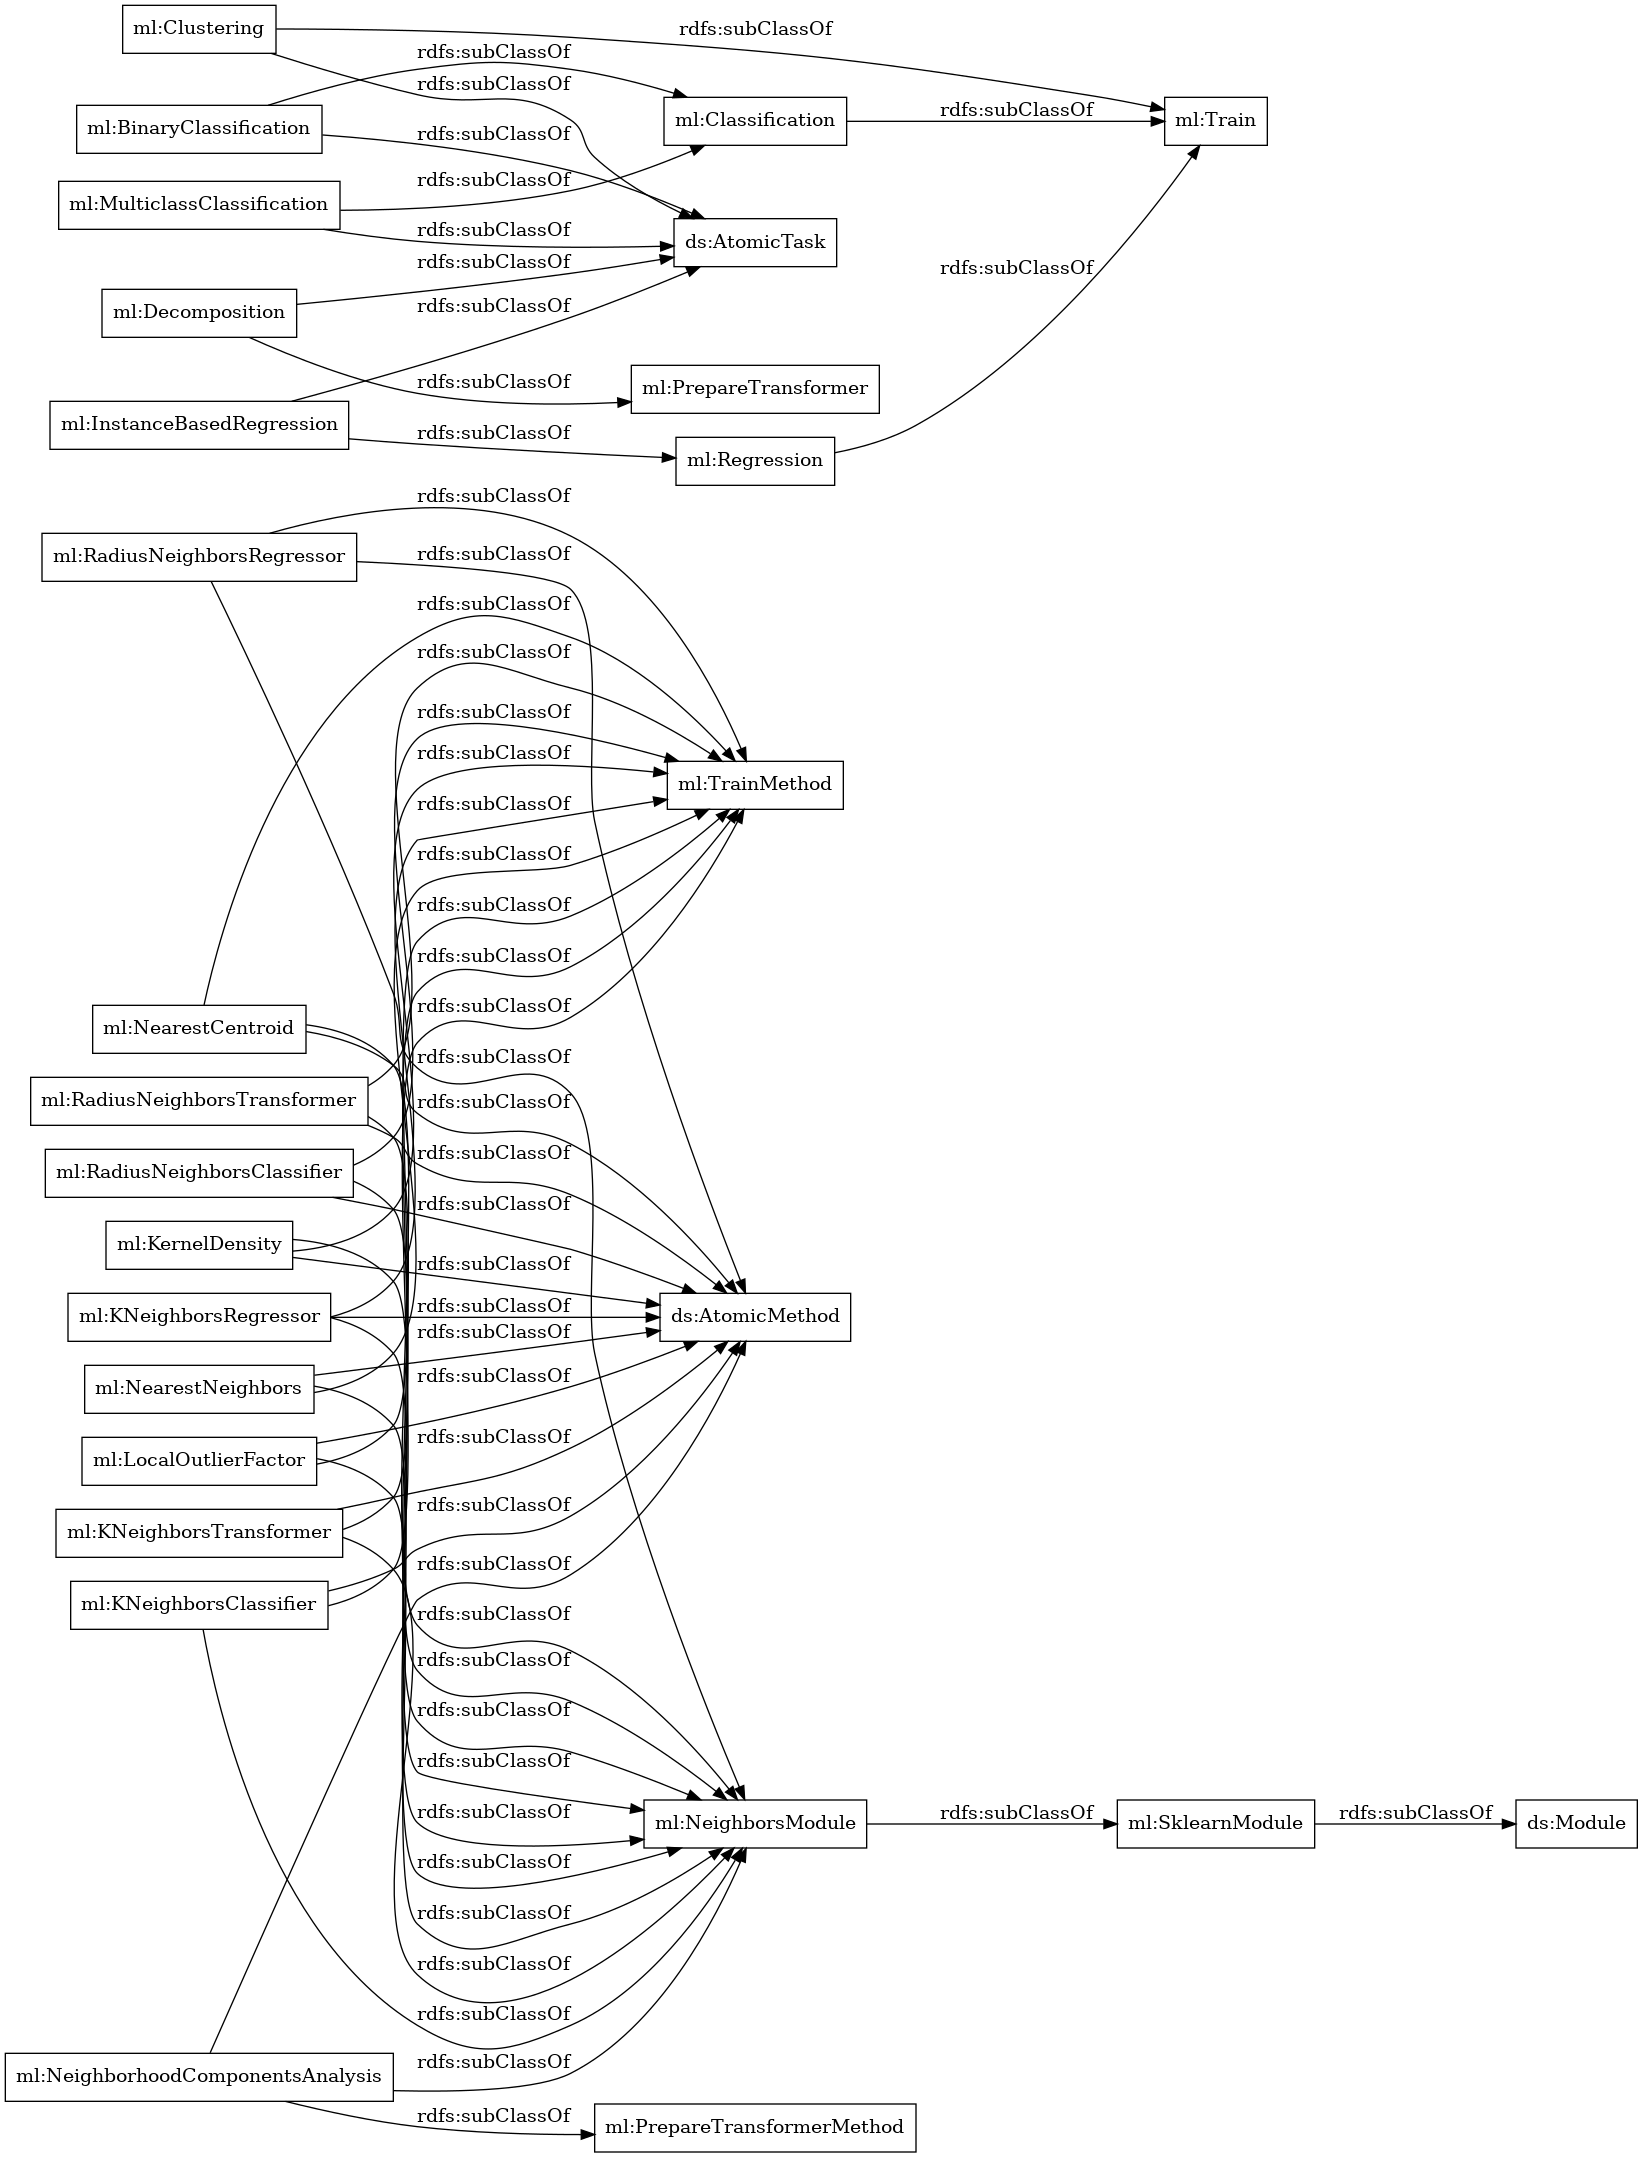 ml:Clustering
rdfs:subClassOf
rdfs:subClassOf
rdfs:subClassOf
ml:Classification
rdfs:subClassOf
ml:Train
ml:BinaryClassification
rdfs:subClassOf
rdfs:subClassOf
ml:MulticlassClassification
rdfs:subClassOf
ds:AtomicTask
rdfs:subClassOf
rdfs:subClassOf
ml:Decomposition
rdfs:subClassOf
rdfs:subClassOf
ml:PrepareTransformer
ml:InstanceBasedRegression
rdfs:subClassOf
ml:Regression
rdfs:subClassOf
ml:RadiusNeighborsRegressor
rdfs:subClassOf
rdfs:subClassOf
rdfs:subClassOf
rdfs:subClassOf
rdfs:subClassOf
ml:TrainMethod
rdfs:subClassOf
rdfs:subClassOf
rdfs:subClassOf
rdfs:subClassOf
rdfs:subClassOf
ml:NearestCentroid
rdfs:subClassOf
ml:RadiusNeighborsTransformer
rdfs:subClassOf
rdfs:subClassOf
ml:RadiusNeighborsClassifier
rdfs:subClassOf
ml:KernelDensity
rdfs:subClassOf
ml:KNeighborsRegressor
rdfs:subClassOf
ds:AtomicMethod
rdfs:subClassOf
ml:NearestNeighbors
rdfs:subClassOf
ml:LocalOutlierFactor
rdfs:subClassOf
ml:KNeighborsTransformer
rdfs:subClassOf
rdfs:subClassOf
ml:KNeighborsClassifier
rdfs:subClassOf
rdfs:subClassOf
rdfs:subClassOf
rdfs:subClassOf
rdfs:subClassOf
ml:NeighborsModule
rdfs:subClassOf
ml:SklearnModule
rdfs:subClassOf
ds:Module
rdfs:subClassOf
rdfs:subClassOf
rdfs:subClassOf
rdfs:subClassOf
rdfs:subClassOf
ml:NeighborhoodComponentsAnalysis
rdfs:subClassOf
ml:PrepareTransformerMethod